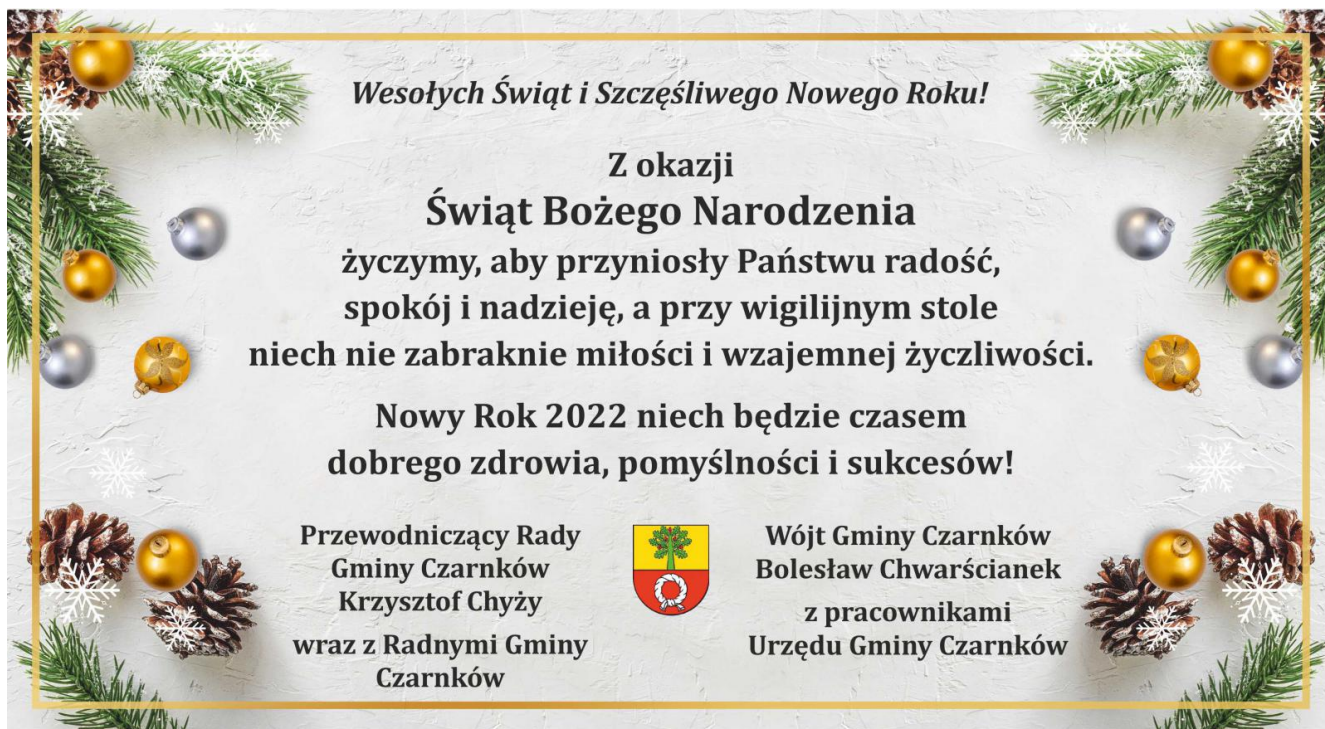 Wesołych Świąt i Szczęśliwego Nowego Roku!
Z okazji
Świąt Bożego Narodzenia
życzymy, aby przyniosły Państwu radość,
spokój i nadzieję, a przy wigilijnym stole
niech nie zabraknie miłości i wzajemnej życzliwości.
Nowy Rok 2022 niech będzie czasem
dobrego zdrowia, pomyślności i sukcesów!
Przewodniczący Rady
Gminy Czarnków
Krzysztof Chyży
wraz z Radnymi Gminy
Czarnków
Wójt Gminy Czarnków
Bolesław Chwarścianek
z pracownikami
Urzędu Gminy Czarnków